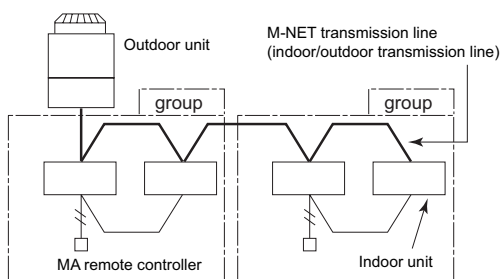 Outdoor unit
M-NET transmission line
(indoor/outdoor transmission line)
group
group
MA remote controller
Indoor unit